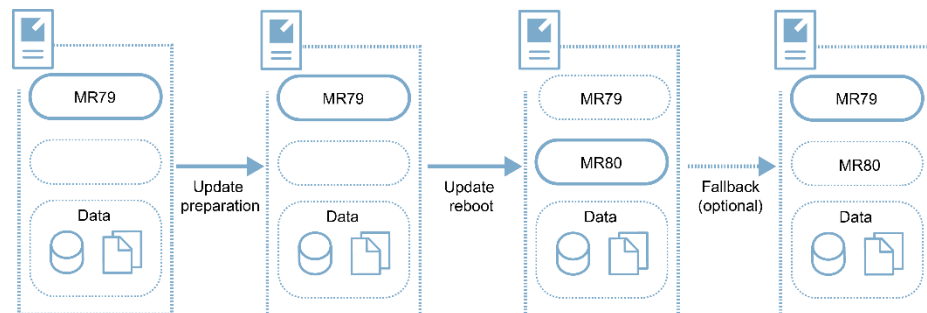 MR79
Data
Update
preparation
MR79
Data
Update
reboot
MR79
MR80
Data
Fallback
(optional)
MR79
MR80
Data